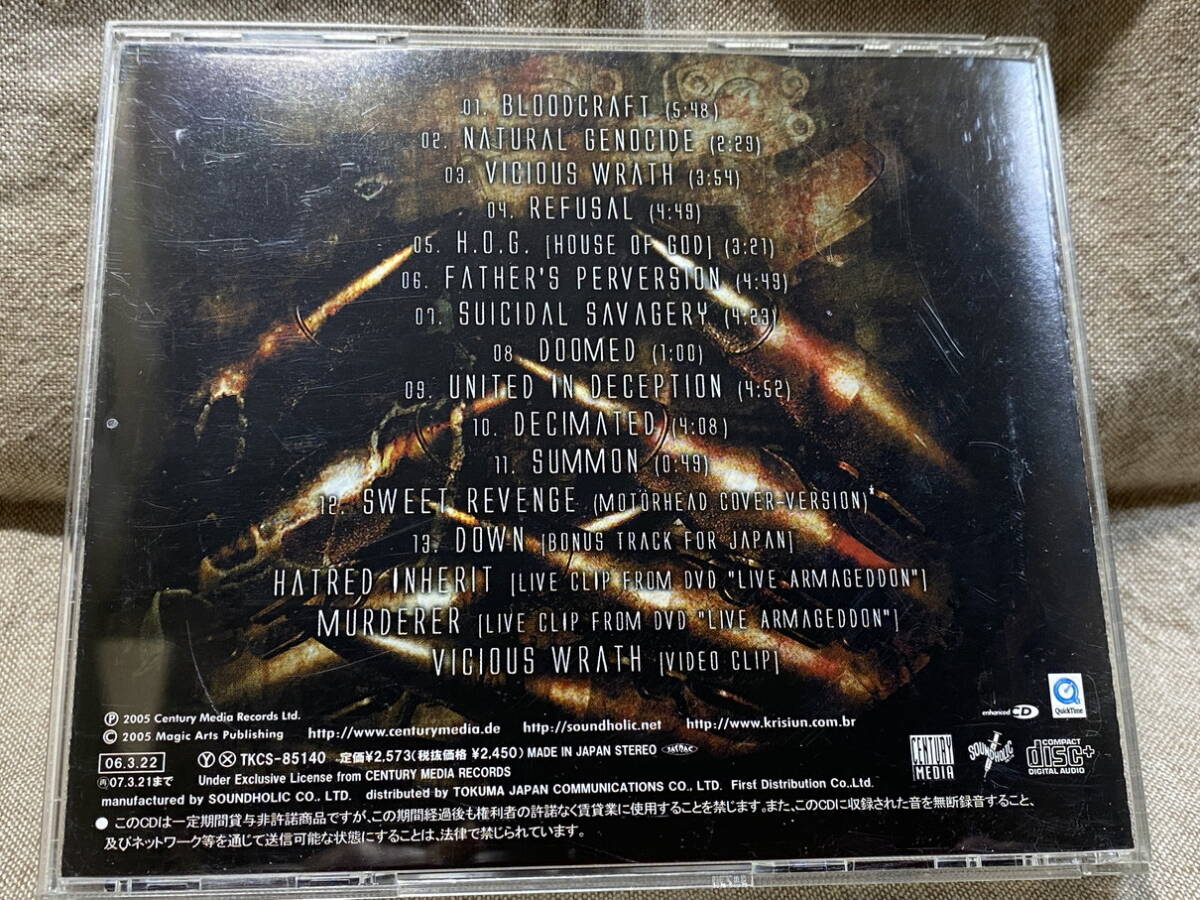 01. BLOODCRAFT (5:48)
02. NATURAL GENOCIDE (2:29)
03. VICIOUS WRATH (3:54)
04. REFUSAL (4:49)
05. H.O.G. [HOUSE OF GOD] (3:21)
06. FATHER'S PERVERSION (4:49)
07. SUICIDAL SAVAGERY (4:23)
08 DOOMED (1:00)
09. UNITED IN DECEPTION (4:52)
10. DECIMATED (4:08)
11. SUMMON (0:49)
12. SWEET REVENGE (MOTÖRHEAD COVER-VERSION)*
13. DOWN [BONUS TRACK FOR JAPAN]
HATRED INHERIT [LIVE CLIP FROM DVD "LIVE ARMAGEDDON"]
MURDERER [LIVE CLIP FROM DVD "LIVE ARMAGEDDON"]
VICIOUS WRATH [VIDEO CLIP]
Ⓟ 2005 Century Media Records Ltd.
© 2005 Magic Arts Publishing
http://www.centurymedia.de http://soundholic.net http://www.krisiun.com.br
enhanced CD
QuickTime
06.3.22
Ⓨ Ⓧ TKCS-85140 定価¥2,573(税抜価格 ¥2,450) MADE IN JAPAN STEREO JASRAC
㋐07.3.21まで
Under Exclusive License from CENTURY MEDIA RECORDS
manufactured by SOUNDHOLIC CO., LTD. distributed by TOKUMA JAPAN COMMUNICATIONS CO., LTD. First Distribution Co.,Ltd.
CENTURY MEDIA
SOUNDHOLIC
COMPACT disc+ DIGITAL AUDIO
● このCDは一定期間貸与非許諾商品ですが、この期間経過後も権利者の許諾なく賃貸業に使用することを禁じます。また、このCDに収録された音を無断録音すること、
及びネットワーク等を通じて送信可能な状態にすることは、法律で禁じられています。